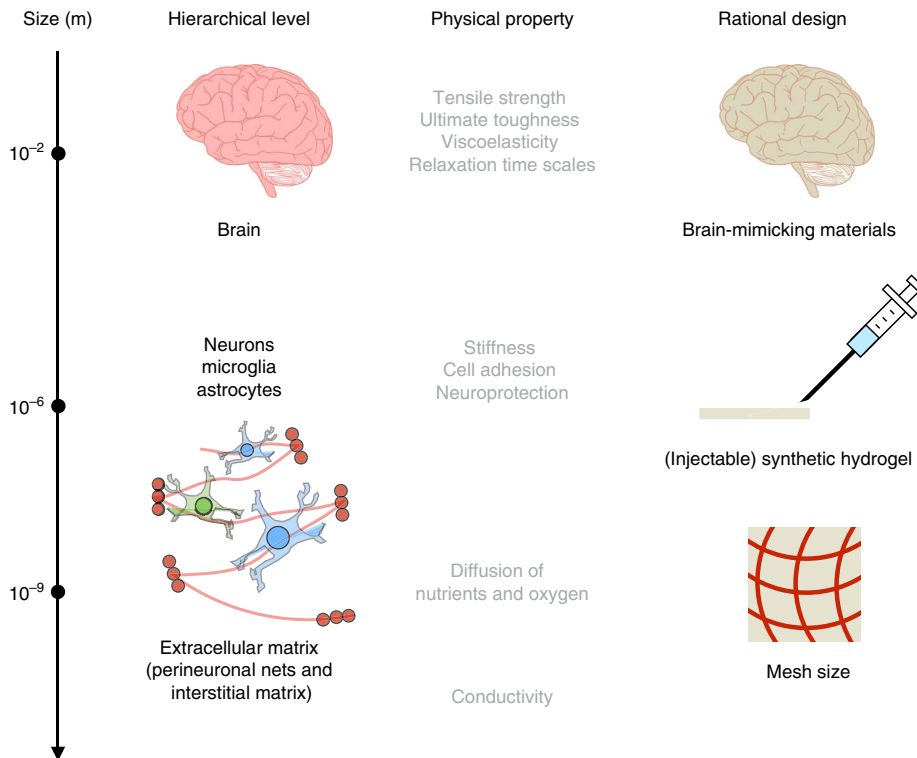 Size (m)
Hierarchical level
Physical property
Rational design
10⁻²
Tensile strength
Ultimate toughness
Viscoelasticity
Relaxation time scales
Brain
Brain-mimicking materials
Neurons
microglia
astrocytes
Stiffness
Cell adhesion
Neuroprotection
10⁻⁶
(Injectable) synthetic hydrogel
10⁻⁹
Diffusion of
nutrients and oxygen
Extracellular matrix
(perineuronal nets and
interstitial matrix)
Mesh size
Conductivity